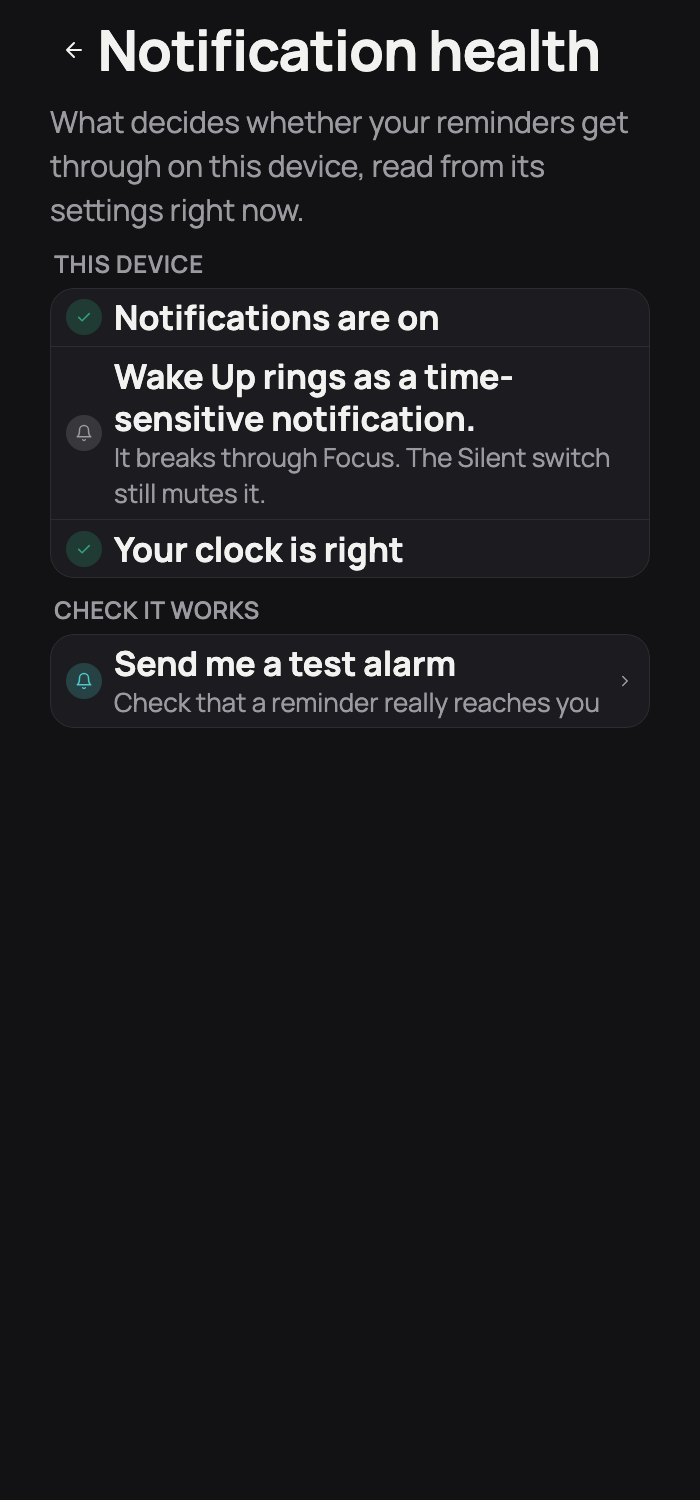 Notification health
What decides whether your reminders get
through on this device, read from its
settings right now.
THIS DEVICE
Notifications are on
Wake Up rings as a time-
sensitive notification.
It breaks through Focus. The Silent switch
still mutes it.
Your clock is right
CHECK IT WORKS
Send me a test alarm
Check that a reminder really reaches you